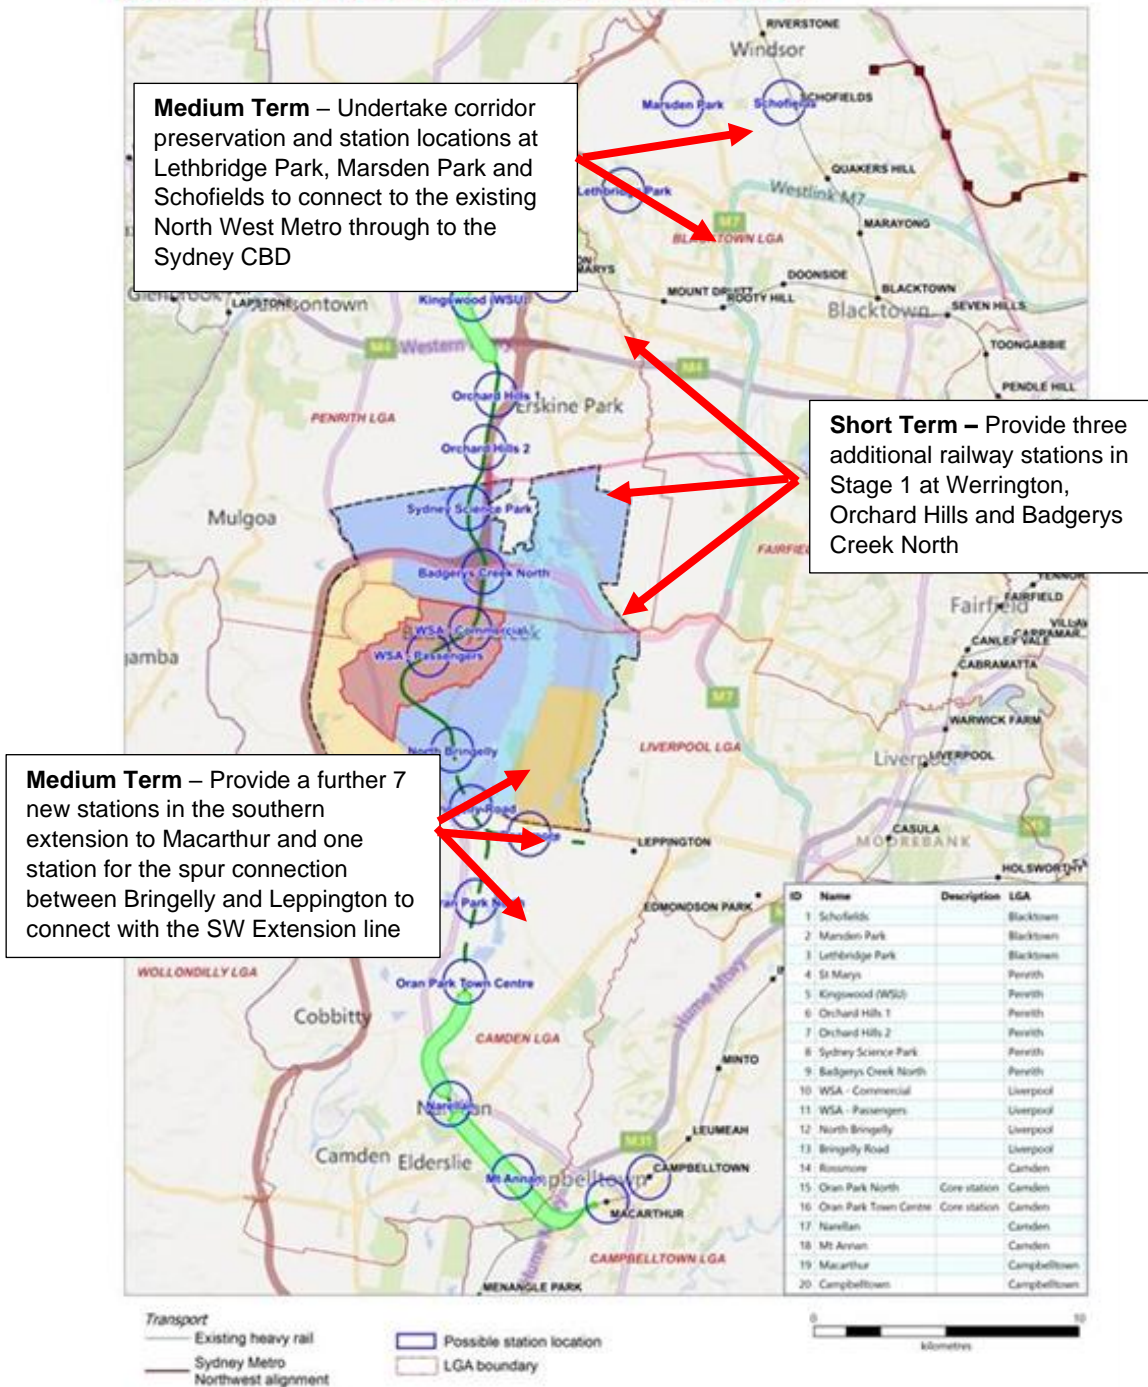 RIVERSTONE
Windsor
Marsden Park
Schofields
SCHOFIELDS
Medium Term – Undertake corridor
preservation and station locations at
Lethbridge Park, Marsden Park and
Schofields to connect to the existing
North West Metro through to the
Sydney CBD
QUAKERS HILL
Lethbridge Park
Westlink M7
M7
MARAYONG
BLACKTOWN LGA
DOONSIDE
MOUNT DRUITT
ROOTY HILL
BLACKTOWN
Blacktown
SEVEN HILLS
LAPSTONE
Kingswood (WSU)
TOONGABBIE
M4
M4
PENDLE HILL
Orchard Hills 1
Erskine Park
PENRITH LGA
Orchard Hills 2
Short Term – Provide three
additional railway stations in
Stage 1 at Werrington,
Orchard Hills and Badgerys
Creek North
Sydney Science Park
Mulgoa
Badgerys Creek North
YENNORA
FAIRFIELD
Fairfield
WSA - Commercial
CARRAMAR
CANLEY VALE
WSA - Passengers
CABRAMATTA
M7
WARWICK FARM
North Bringelly
LIVERPOOL LGA
Liverpool
LIVERPOOL
Medium Term – Provide a further 7
new stations in the southern
extension to Macarthur and one
station for the spur connection
between Bringelly and Leppington to
connect with the SW Extension line
LEPPINGTON
CASULA
MOOREBANK
HOLSWORTHY
EDMONDSON PARK
WOLLONDILLY LGA
Oran Park Town Centre
Cobbitty
CAMDEN LGA
Hume Mwy
MINTO
Narellan
LEUMEAH
M31
Camden
Elderslie
Mt Annan
CAMPBELLTOWN
MACARTHUR
CAMPBELLTOWN LGA
MENANGLE PARK
ID Name Description LGA
1 Schofields Blacktown
2 Marsden Park Blacktown
3 Lethbridge Park Blacktown
4 St Marys Penrith
5 Kingswood (WSU) Penrith
6 Orchard Hills 1 Penrith
7 Orchard Hills 2 Penrith
8 Sydney Science Park Penrith
9 Badgerys Creek North Penrith
10 WSA - Commercial Liverpool
11 WSA - Passengers Liverpool
12 North Bringelly Liverpool
13 Bringelly Road Liverpool
14 Rossmore Camden
15 Oran Park North Core station Camden
16 Oran Park Town Centre Core station Camden
17 Narellan Camden
18 Mt Annan Camden
19 Macarthur Campbelltown
20 Campbelltown Campbelltown
Transport
Existing heavy rail
Sydney Metro
Northwest alignment
Possible station location
LGA boundary
0 10
kilometres